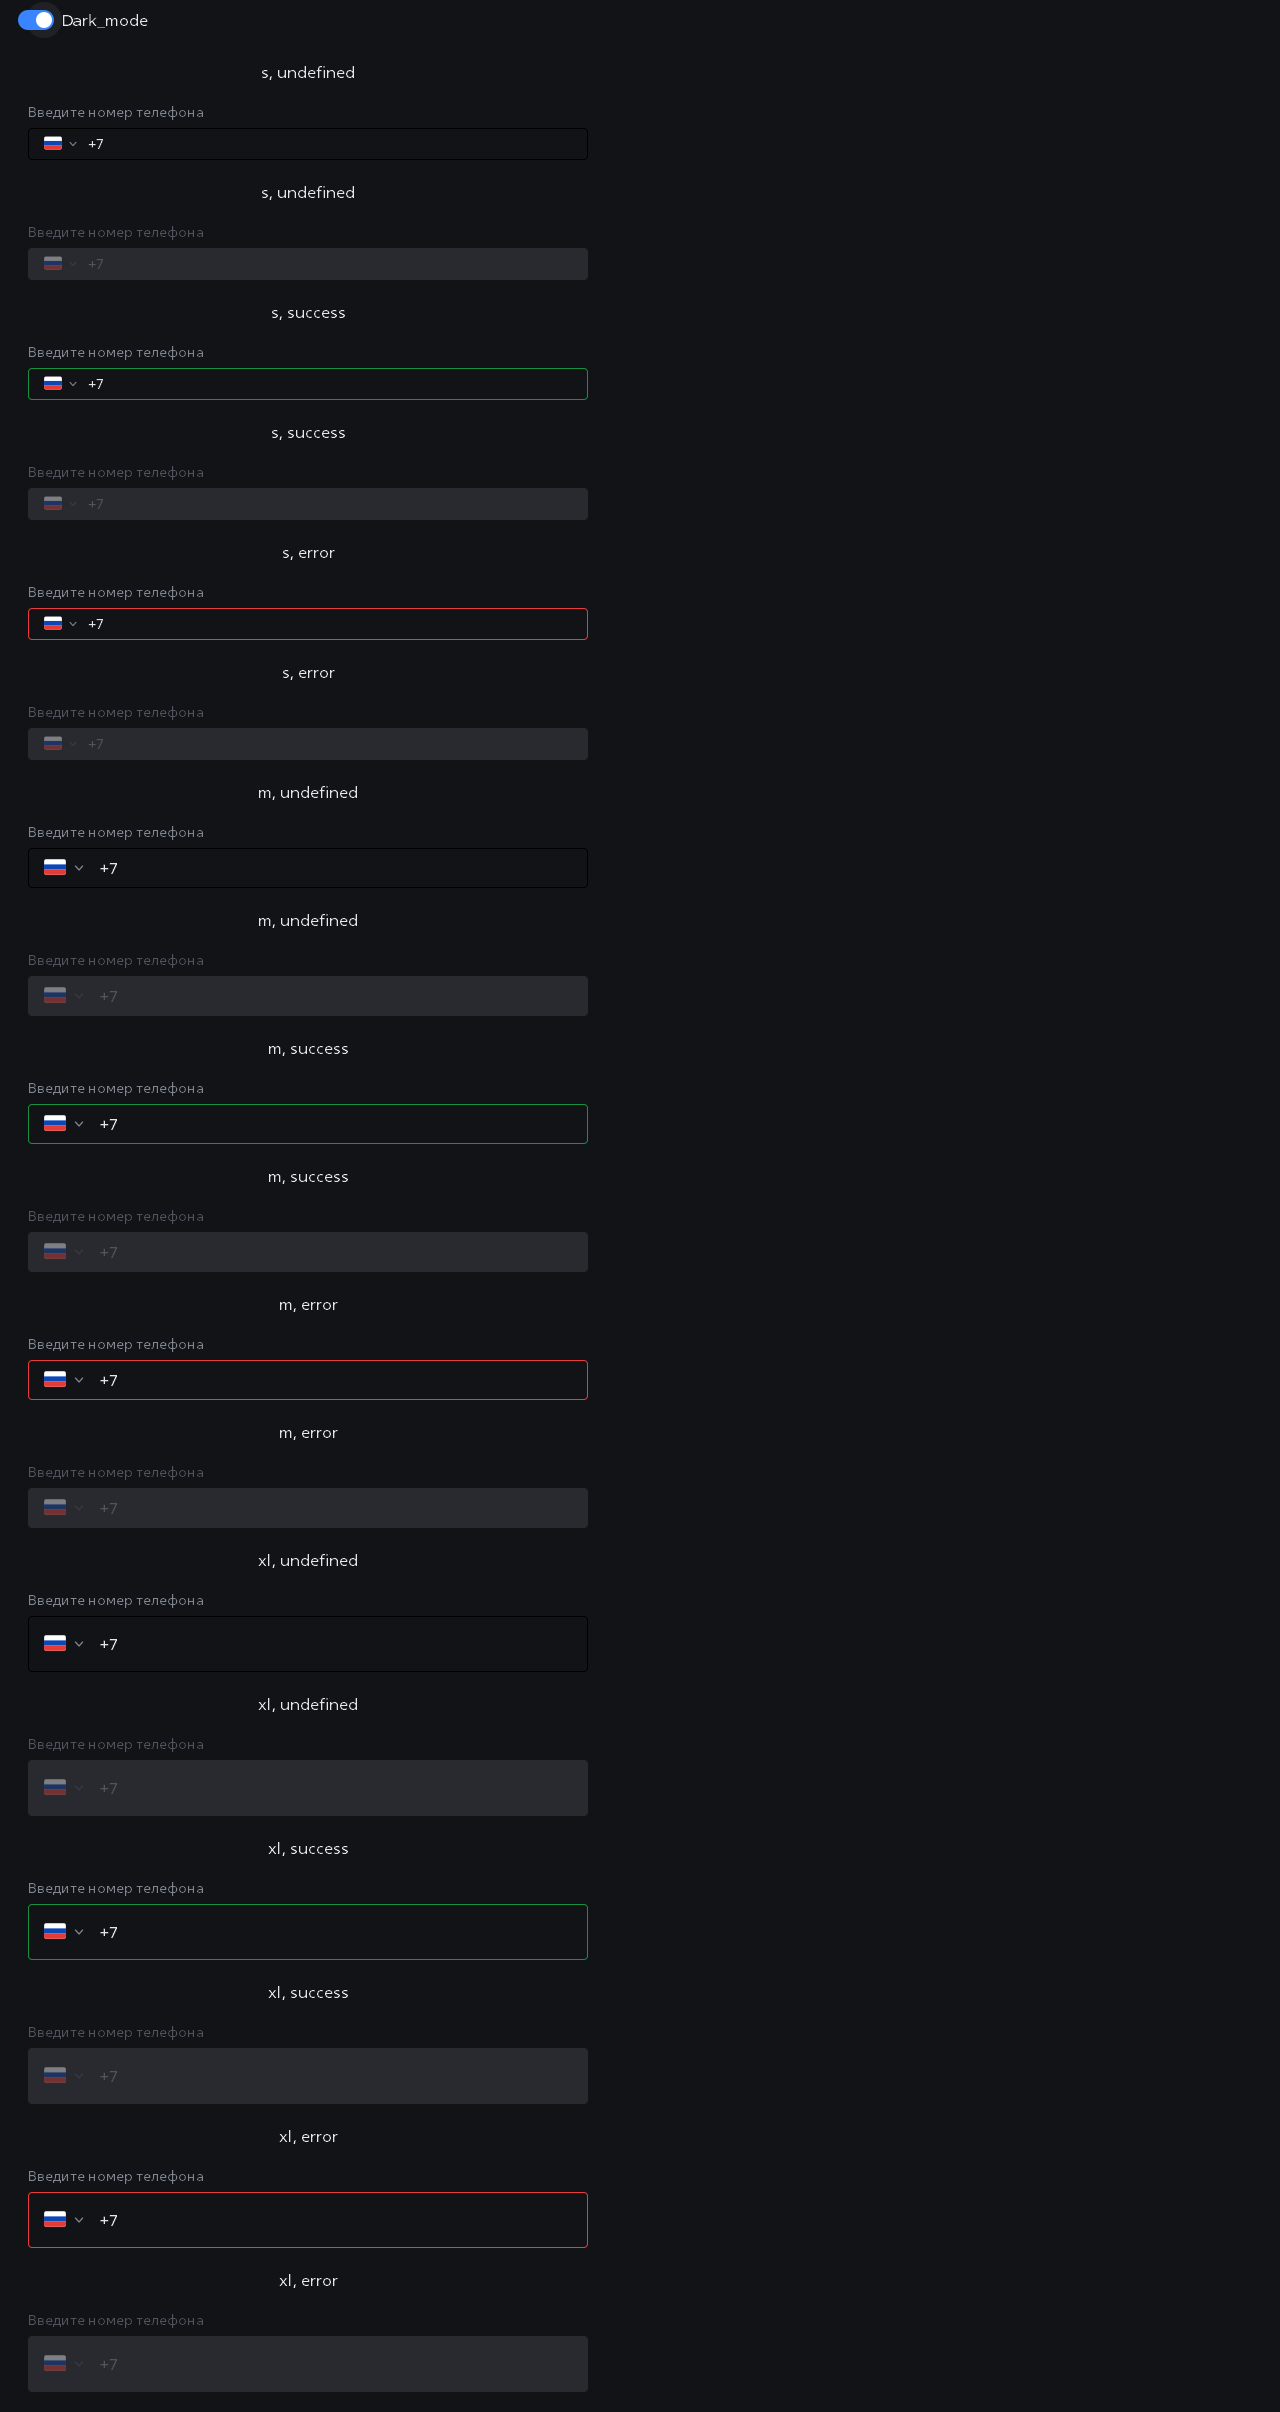 Dark_mode
s, undefined
Введите номер телефона
+7
s, undefined
Введите номер телефона
+7
s, success
Введите номер телефона
+7
s, success
Введите номер телефона
+7
s, error
Введите номер телефона
+7
s, error
Введите номер телефона
+7
m, undefined
Введите номер телефона
+7
m, undefined
Введите номер телефона
+7
m, success
Введите номер телефона
+7
m, success
Введите номер телефона
+7
m, error
Введите номер телефона
+7
m, error
Введите номер телефона
+7
xl, undefined
Введите номер телефона
+7
xl, undefined
Введите номер телефона
+7
xl, success
Введите номер телефона
+7
xl, success
Введите номер телефона
+7
xl, error
Введите номер телефона
+7
xl, error
Введите номер телефона
+7